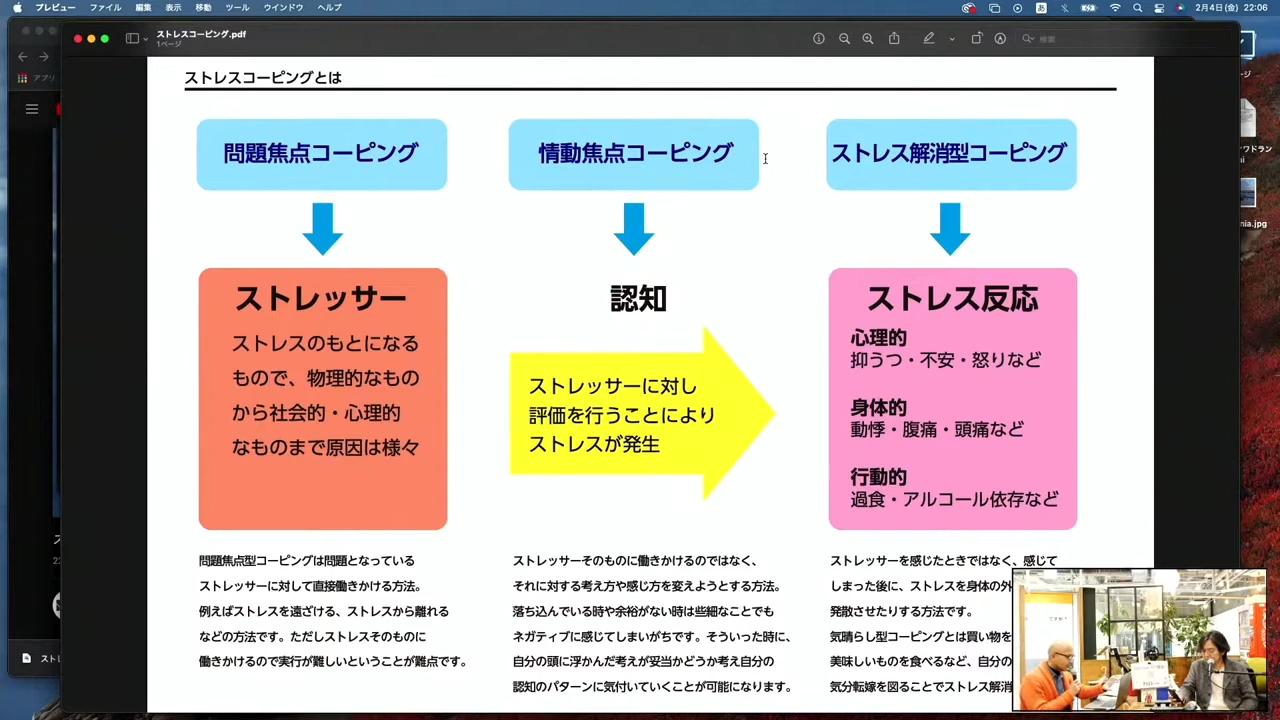 プレビュー ファイル 編集 表示 移動 ツール ウインドウ ヘルプ
2月4日(金) 22:06
ストレスコーピング.pdf
1ページ
検索
アプリ
ストレスコーピングとは
問題焦点コーピング
情動焦点コーピング
ストレス解消型コーピング
ストレッサー
ストレスのもとになる
もので、物理的なもの
から社会的・心理的
なものまで原因は様々
認知
ストレッサーに対し
評価を行うことにより
ストレスが発生
ストレス反応
心理的
抑うつ・不安・怒りなど
身体的
動悸・腹痛・頭痛など
行動的
過食・アルコール依存など
問題焦点型コーピングは問題となっている
ストレッサーに対して直接働きかける方法。
例えばストレスを遠ざける、ストレスから離れる
などの方法です。ただしストレスそのものに
働きかけるので実行が難しいということが難点です。
ストレッサーそのものに働きかけるのではなく、
それに対する考え方や感じ方を変えようとする方法。
落ち込んでいる時や余裕がない時は些細なことでも
ネガティブに感じてしまいがちです。そういった時に、
自分の頭に浮かんだ考えが妥当かどうか考え自分の
認知のパターンに気付いていくことが可能になります。
ストレッサーを感じたときではなく、感じて
しまった後に、ストレスを身体の外
発散させたりする方法です。
気晴らし型コーピングとは買い物を
美味しいものを食べるなど、自分の
気分転嫁を図ることでストレス解消